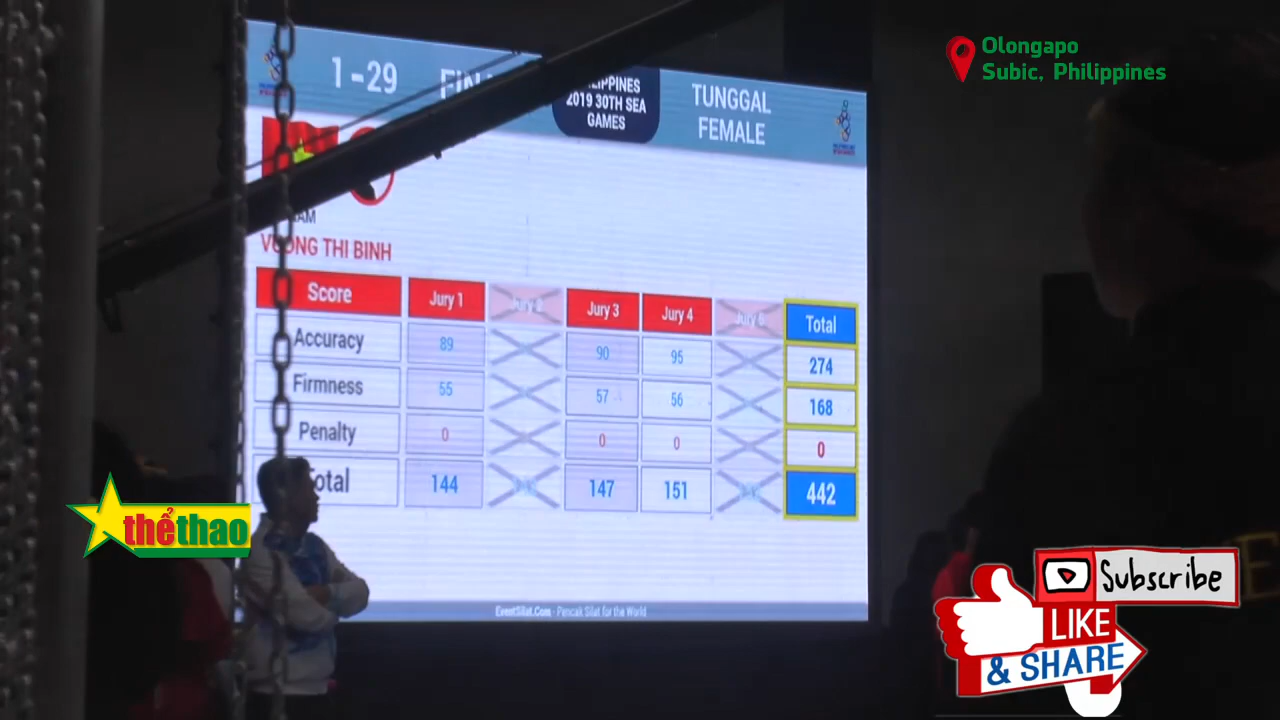 Olongapo
Subic, Philippines
1-29
TUNGGAL
FEMALE
2019 30TH SEA
GAMES
VUONG THI BINH
Score Jury 1 Jury 3 Jury 4 Total
Accuracy 89 90 95 274
Firmness 55 57 56 168
Penalty 0 0 0 0
Total 144 147 151 442
EventSilat.Com - Pencak Silat for the World
thểthao
Subscribe
LIKE
& SHARE